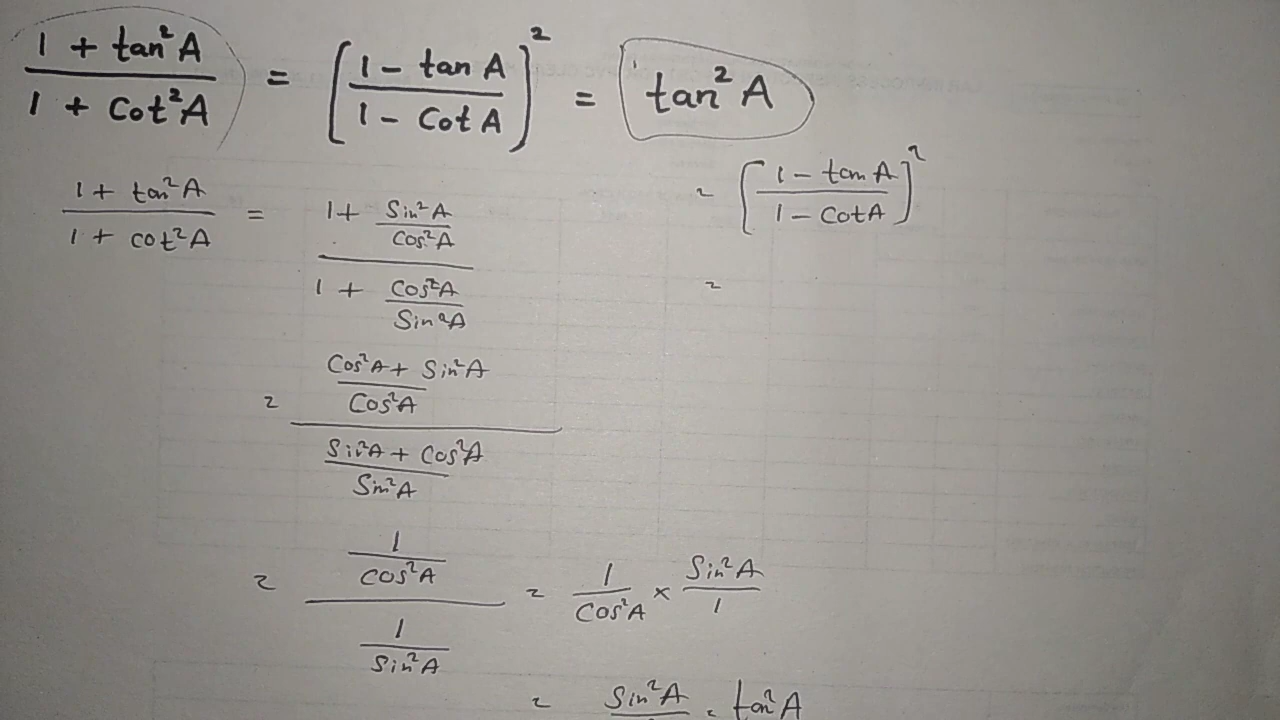 1 + tan²A / 1 + Cot²A = [1 - tan A / 1 - Cot A]² = tan² A
1 + tan²A / 1 + cot²A = 1 + Sin²A / Cos²A / 1 + Cos²A / Sin²A
= [1 - tan A / 1 - Cot A]²
=
= Cos²A + Sin²A / Cos²A / Sin²A + Cos²A / Sin²A
= 1 / Cos²A / 1 / Sin²A = 1 / Cos²A × Sin²A / 1
= Sin²A = tan²A